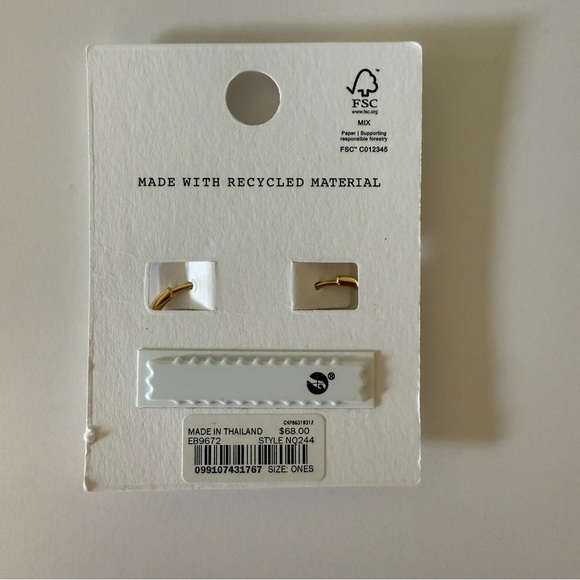 FSC
www.fsc.org
MIX
Paper | Supporting
responsible forestry
FSC™ C012345
MADE WITH RECYCLED MATERIAL
®
MADE IN THAILAND $68.00
EB9672 STYLE NQ244
099107431767 SIZE: ONES